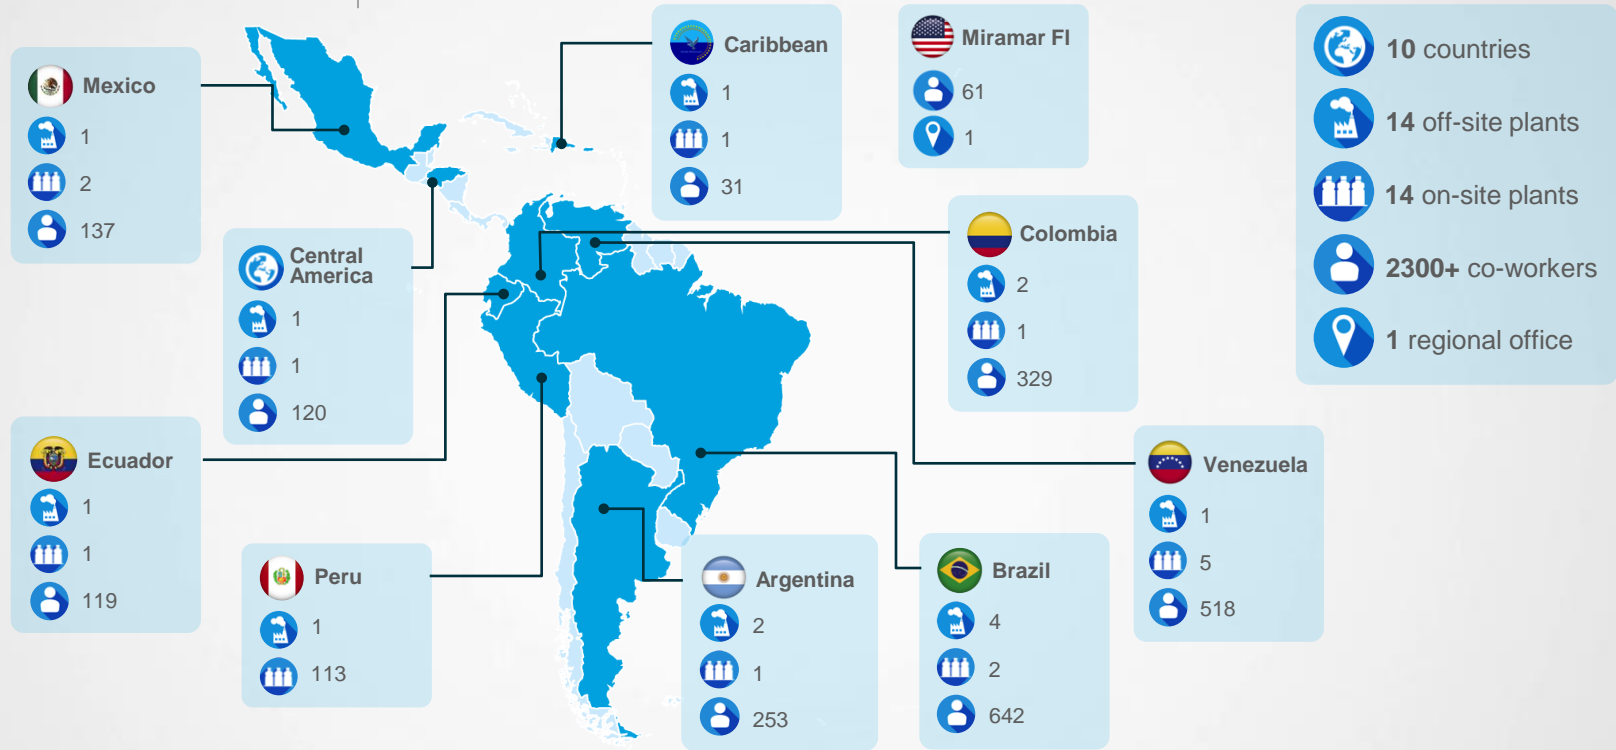 Mexico
1
2
137
Central
America
1
1
120
Ecuador
1
1
119
Peru
1
113
Caribbean
1
1
31
Miramar Fl
61
1
Colombia
2
1
329
Venezuela
1
5
518
Argentina
2
1
253
Brazil
4
2
642
10 countries
14 off-site plants
14 on-site plants
2300+ co-workers
1 regional office